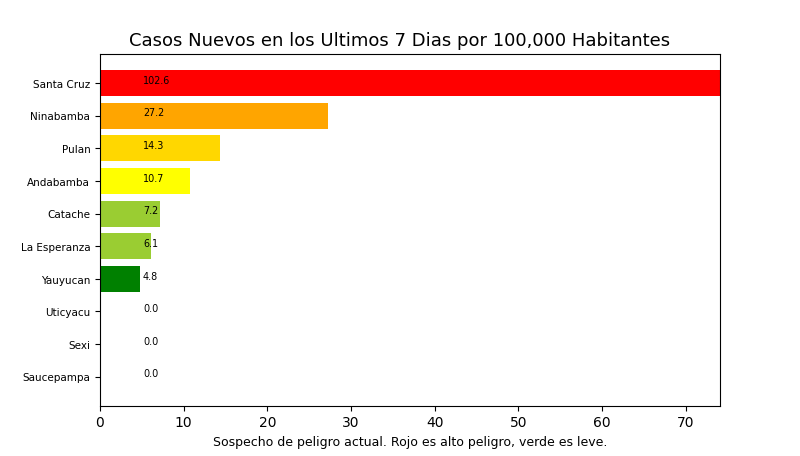 Casos Nuevos en los Ultimos 7 Dias por 100,000 Habitantes
Santa Cruz 102.6
Ninabamba 27.2
Pulan 14.3
Andabamba 10.7
Catache 7.2
La Esperanza 6.1
Yauyucan 4.8
Uticyacu 0.0
Sexi 0.0
Saucepampa 0.0
0 10 20 30 40 50 60 70
Sospecho de peligro actual. Rojo es alto peligro, verde es leve.